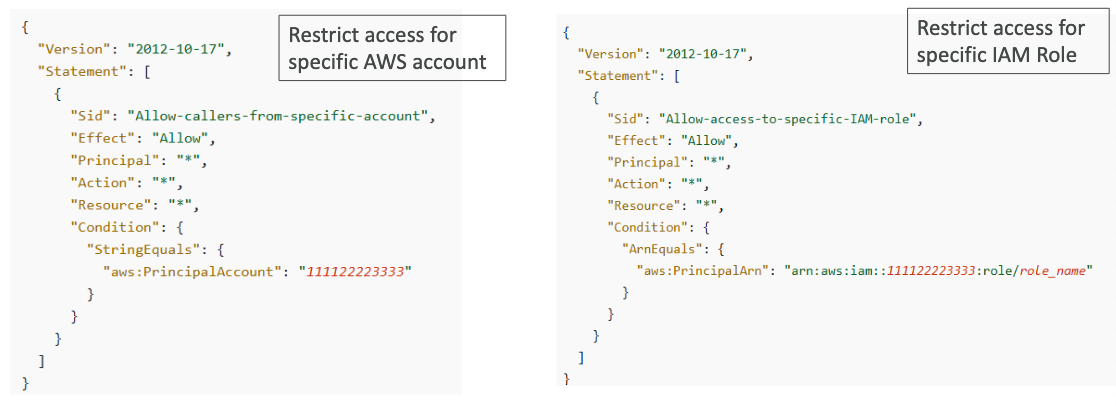 Restrict access for
specific AWS account
{
  "Version": "2012-10-17",
  "Statement": [
    {
      "Sid": "Allow-callers-from-specific-account",
      "Effect": "Allow",
      "Principal": "*",
      "Action": "*",
      "Resource": "*",
      "Condition": {
        "StringEquals": {
          "aws:PrincipalAccount": "111122223333"
        }
      }
    }
  ]
}
Restrict access for
specific IAM Role
{
  "Version": "2012-10-17",
  "Statement": [
    {
      "Sid": "Allow-access-to-specific-IAM-role",
      "Effect": "Allow",
      "Principal": "*",
      "Action": "*",
      "Resource": "*",
      "Condition": {
        "ArnEquals": {
          "aws:PrincipalArn": "arn:aws:iam::111122223333:role/role_name"
        }
      }
    }
  ]
}